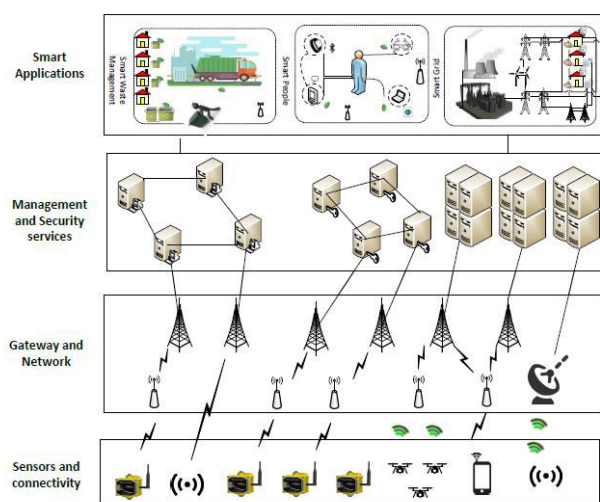 Smart
Applications
Smart Waste
Management
Smart People
Smart Grid
Management
and Security
services
Gateway and
Network
Sensors and
connectivity